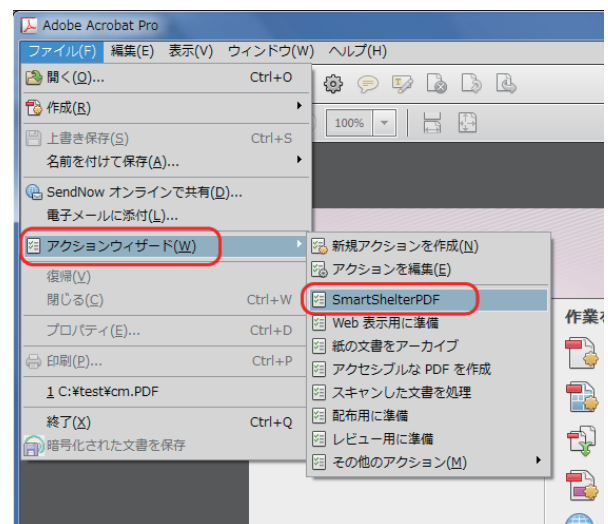 Adobe Acrobat Pro
ファイル(F) 編集(E) 表示(V) ウィンドウ(W) ヘルプ(H)
開く(O)... Ctrl+O
作成(R)
上書き保存(S) Ctrl+S
名前を付けて保存(A)...
SendNow オンラインで共有(D)...
電子メールに添付(L)...
アクションウィザード(W)
復帰(V)
閉じる(C) Ctrl+W
プロパティ(E)... Ctrl+D
印刷(P)... Ctrl+P
1 C:¥test¥cm.PDF
終了(X) Ctrl+Q
暗号化された文書を保存
100%
新規アクションを作成(N)
アクションを編集(E)
SmartShelterPDF
Web 表示用に準備
紙の文書をアーカイブ
アクセシブルな PDF を作成
スキャンした文書を処理
配布用に準備
レビュー用に準備
その他のアクション(M)
作業を